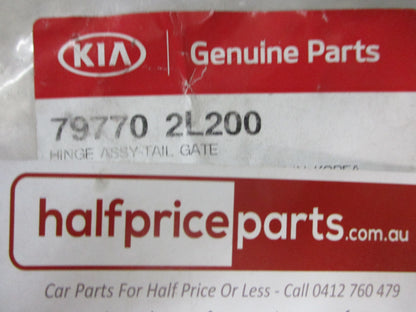 KIA Genuine Parts
79770 2L200
HINGE ASSY-TAIL GATE
KOREA
halfpriceparts.com.au
Car Parts For Half Price Or Less - Call 0412 760 479